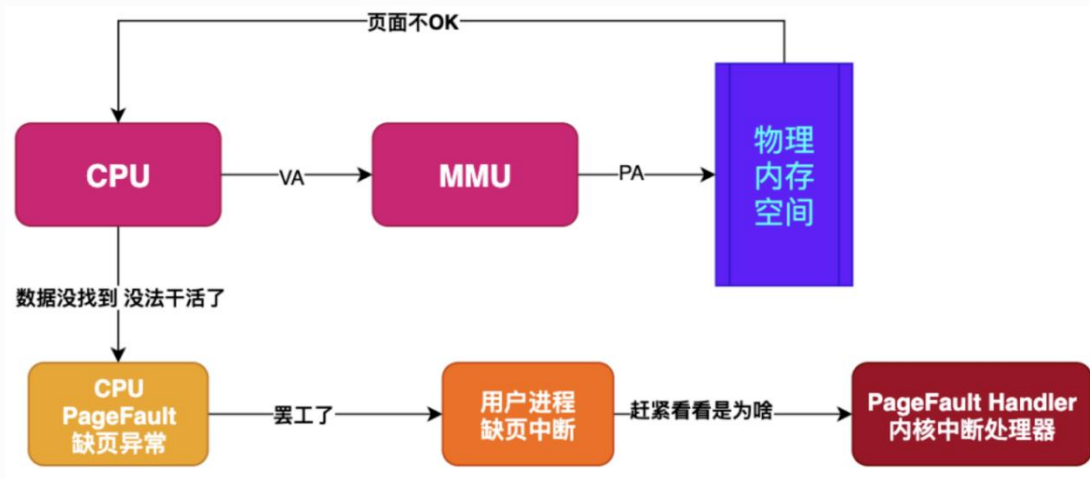 页面不OK
CPU
VA
MMU
PA
物理
内存
空间
数据没找到 没法干活了
CPU
PageFault
缺页异常
罢工了
用户进程
缺页中断
赶紧看看是为啥
PageFault Handler
内核中断处理器